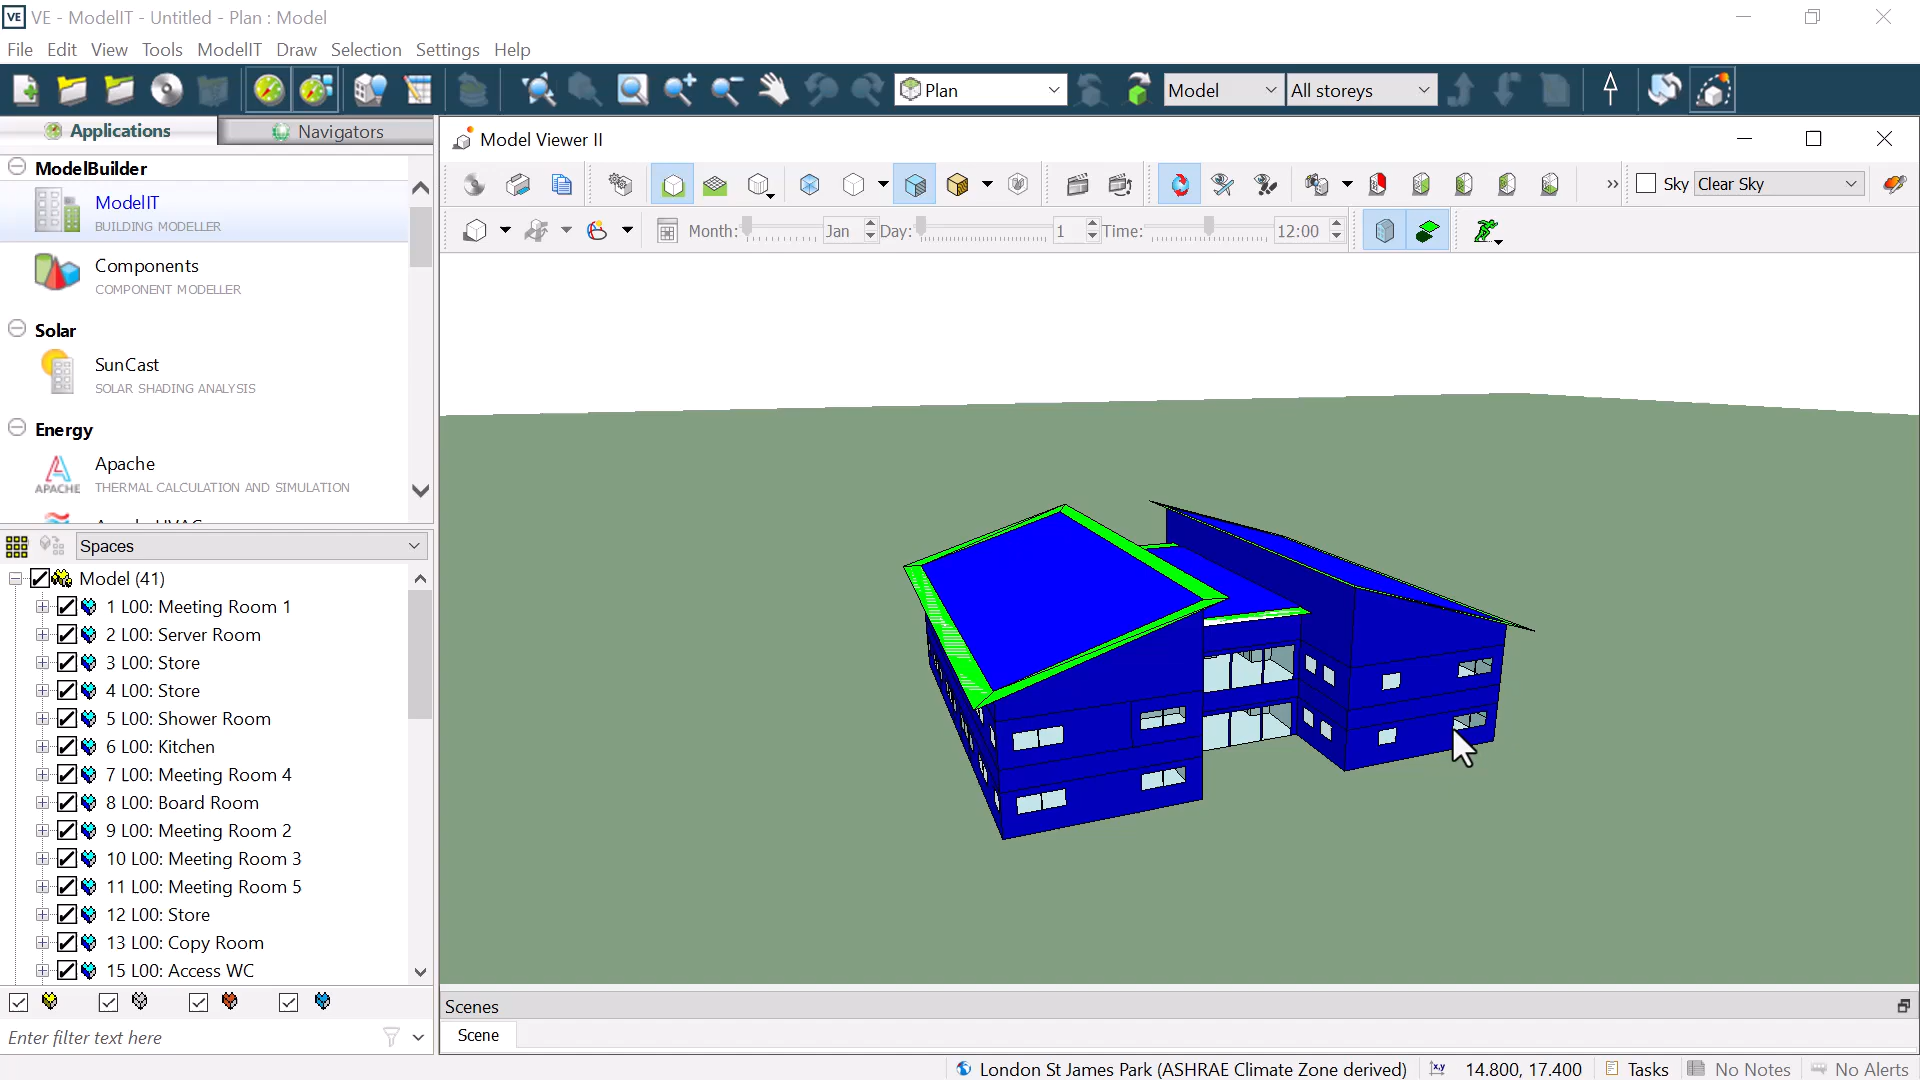 VE VE - ModelIT - Untitled - Plan : Model
File Edit View Tools ModelIT Draw Selection Settings Help
Plan Model All storeys
Applications Navigators
Model Viewer II
ModelBuilder
ModelIT
BUILDING MODELLER
Components
COMPONENT MODELLER
Solar
SunCast
SOLAR SHADING ANALYSIS
Energy
Apache
APACHE THERMAL CALCULATION AND SIMULATION
» Sky Clear Sky
Month: Jan Day: 1 Time: 12:00
Spaces
Model (41)
1 L00: Meeting Room 1
2 L00: Server Room
3 L00: Store
4 L00: Store
5 L00: Shower Room
6 L00: Kitchen
7 L00: Meeting Room 4
8 L00: Board Room
9 L00: Meeting Room 2
10 L00: Meeting Room 3
11 L00: Meeting Room 5
12 L00: Store
13 L00: Copy Room
15 L00: Access WC
Enter filter text here
Scenes
Scene
London St James Park (ASHRAE Climate Zone derived) x,y 14.800, 17.400 Tasks No Notes No Alerts